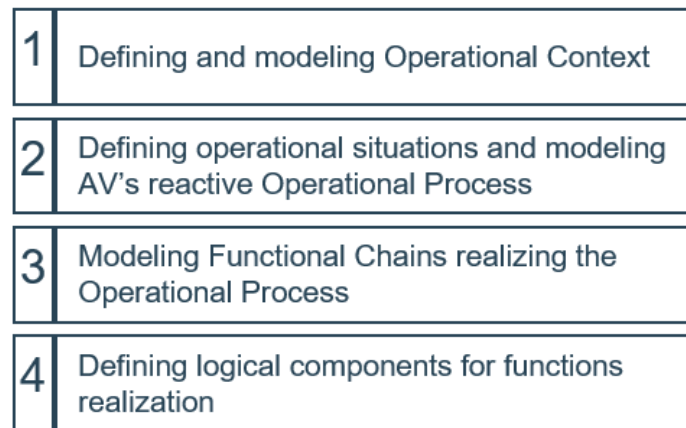 1
Defining and modeling Operational Context
2
Defining operational situations and modeling
AV's reactive Operational Process
3
Modeling Functional Chains realizing the
Operational Process
4
Defining logical components for functions
realization